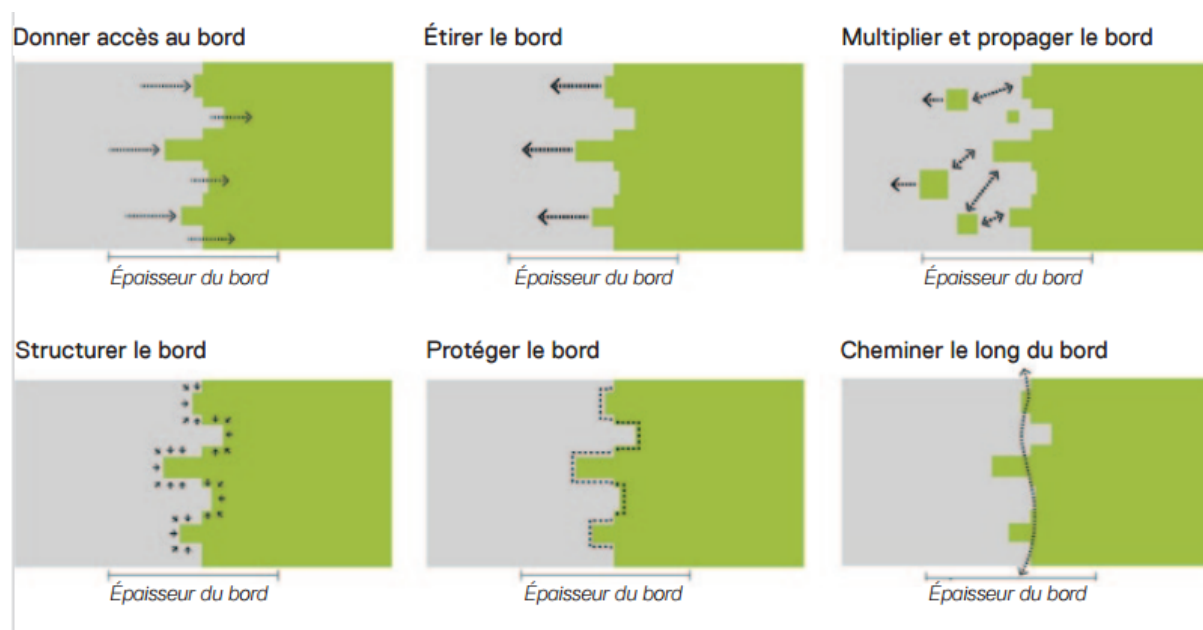 Donner accès au bord
Étirer le bord
Multiplier et propager le bord
Épaisseur du bord
Épaisseur du bord
Épaisseur du bord
Structurer le bord
Protéger le bord
Cheminer le long du bord
Épaisseur du bord
Épaisseur du bord
Épaisseur du bord